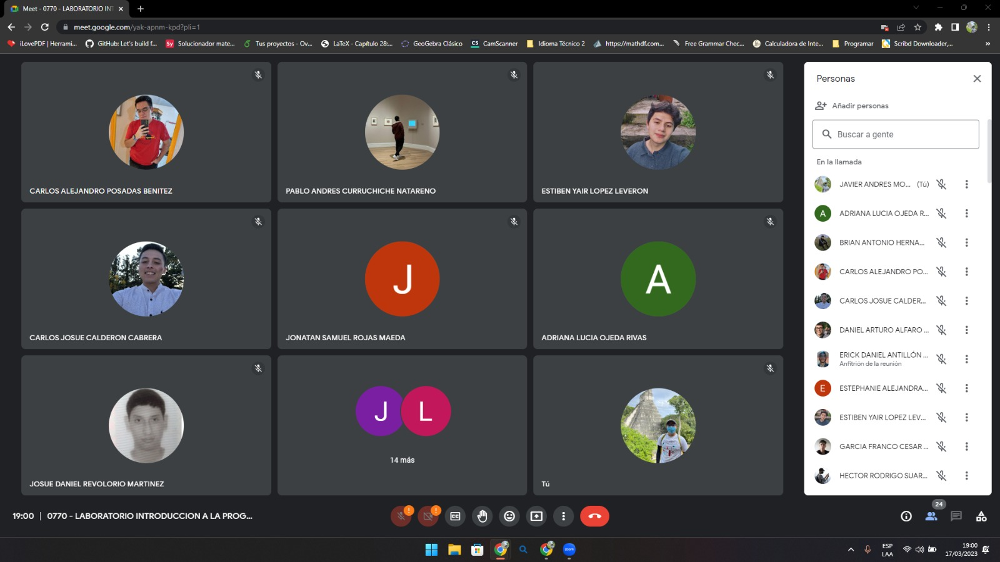 Meet - 0770 - LABORATORIO INT
meet.google.com/yak-apnm-kpd?pli=1
iLovePDF | Herrami...
GitHub: Let's build f...
Sy
Solucionador mate...
Tus proyectos - Ov...
LaTeX - Capítulo 28:...
GeoGebra Clásico
CS
CamScanner
Idioma Técnico 2
https://mathdf.com...
Free Grammar Chec...
Calculadora de Inte...
Programar
Scribd Downloader,...
»
CARLOS ALEJANDRO POSADAS BENITEZ
PABLO ANDRES CURRUCHICHE NATARENO
ESTIBEN YAIR LOPEZ LEVERON
CARLOS JOSUE CALDERON CABRERA
J
JONATAN SAMUEL ROJAS MAEDA
A
ADRIANA LUCIA OJEDA RIVAS
JOSUE DANIEL REVOLORIO MARTINEZ
J
L
14 más
Tú
Personas
Añadir personas
Buscar a gente
En la llamada
JAVIER ANDRES MO... (Tú)
A
ADRIANA LUCIA OJEDA R...
BRIAN ANTONIO HERNA...
CARLOS ALEJANDRO PO...
CARLOS JOSUE CALDER...
DANIEL ARTURO ALFARO ...
ERICK DANIEL ANTILLÓN ...
Anfitrión de la reunión
E
ESTEPHANIE ALEJANDRA...
ESTIBEN YAIR LOPEZ LEV...
GARCIA FRANCO CESAR ...
HECTOR RODRIGO SUAR...
19:00 | 0770 - LABORATORIO INTRODUCCION A LA PROG...
!
!
CC
24
zoom
ESP
LAA
19:00
17/03/2023